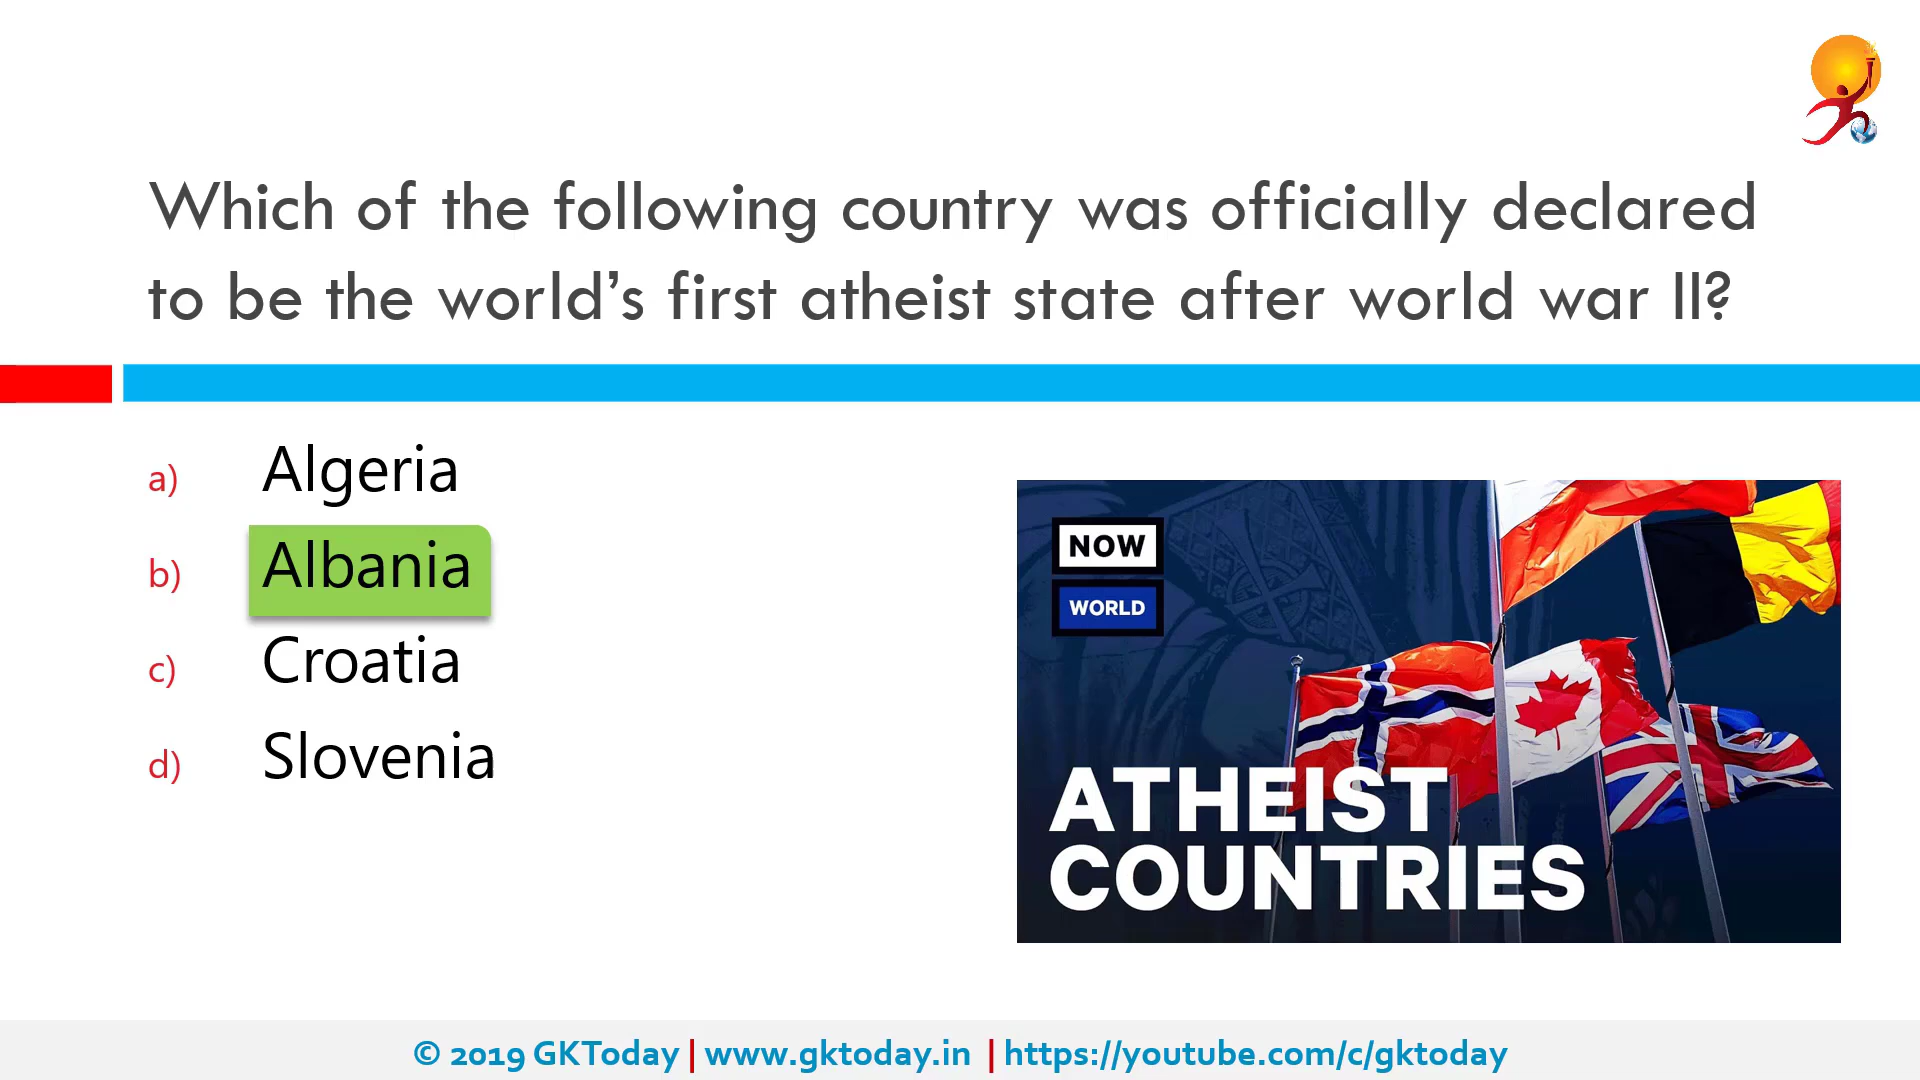 Which of the following country was officially declared
to be the world’s first atheist state after world war II?
a) Algeria
b) Albania
c) Croatia
d) Slovenia
NOW
WORLD
ATHEIST
COUNTRIES
© 2019 GKToday | www.gktoday.in | https://youtube.com/c/gktoday